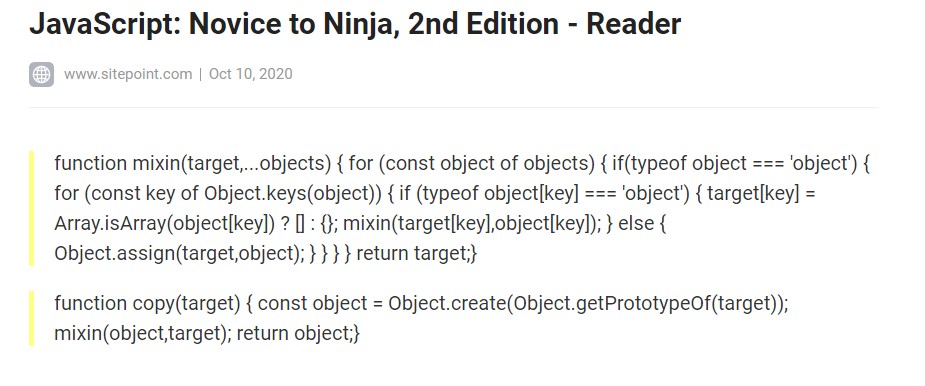 JavaScript: Novice to Ninja, 2nd Edition - Reader
www.sitepoint.com | Oct 10, 2020
function mixin(target,...objects) { for (const object of objects) { if(typeof object === 'object') {
for (const key of Object.keys(object)) { if (typeof object[key] === 'object') { target[key] =
Array.isArray(object[key]) ? [] : {}; mixin(target[key],object[key]); } else {
Object.assign(target,object); } } } } return target;}
function copy(target) { const object = Object.create(Object.getPrototypeOf(target));
mixin(object,target); return object;}